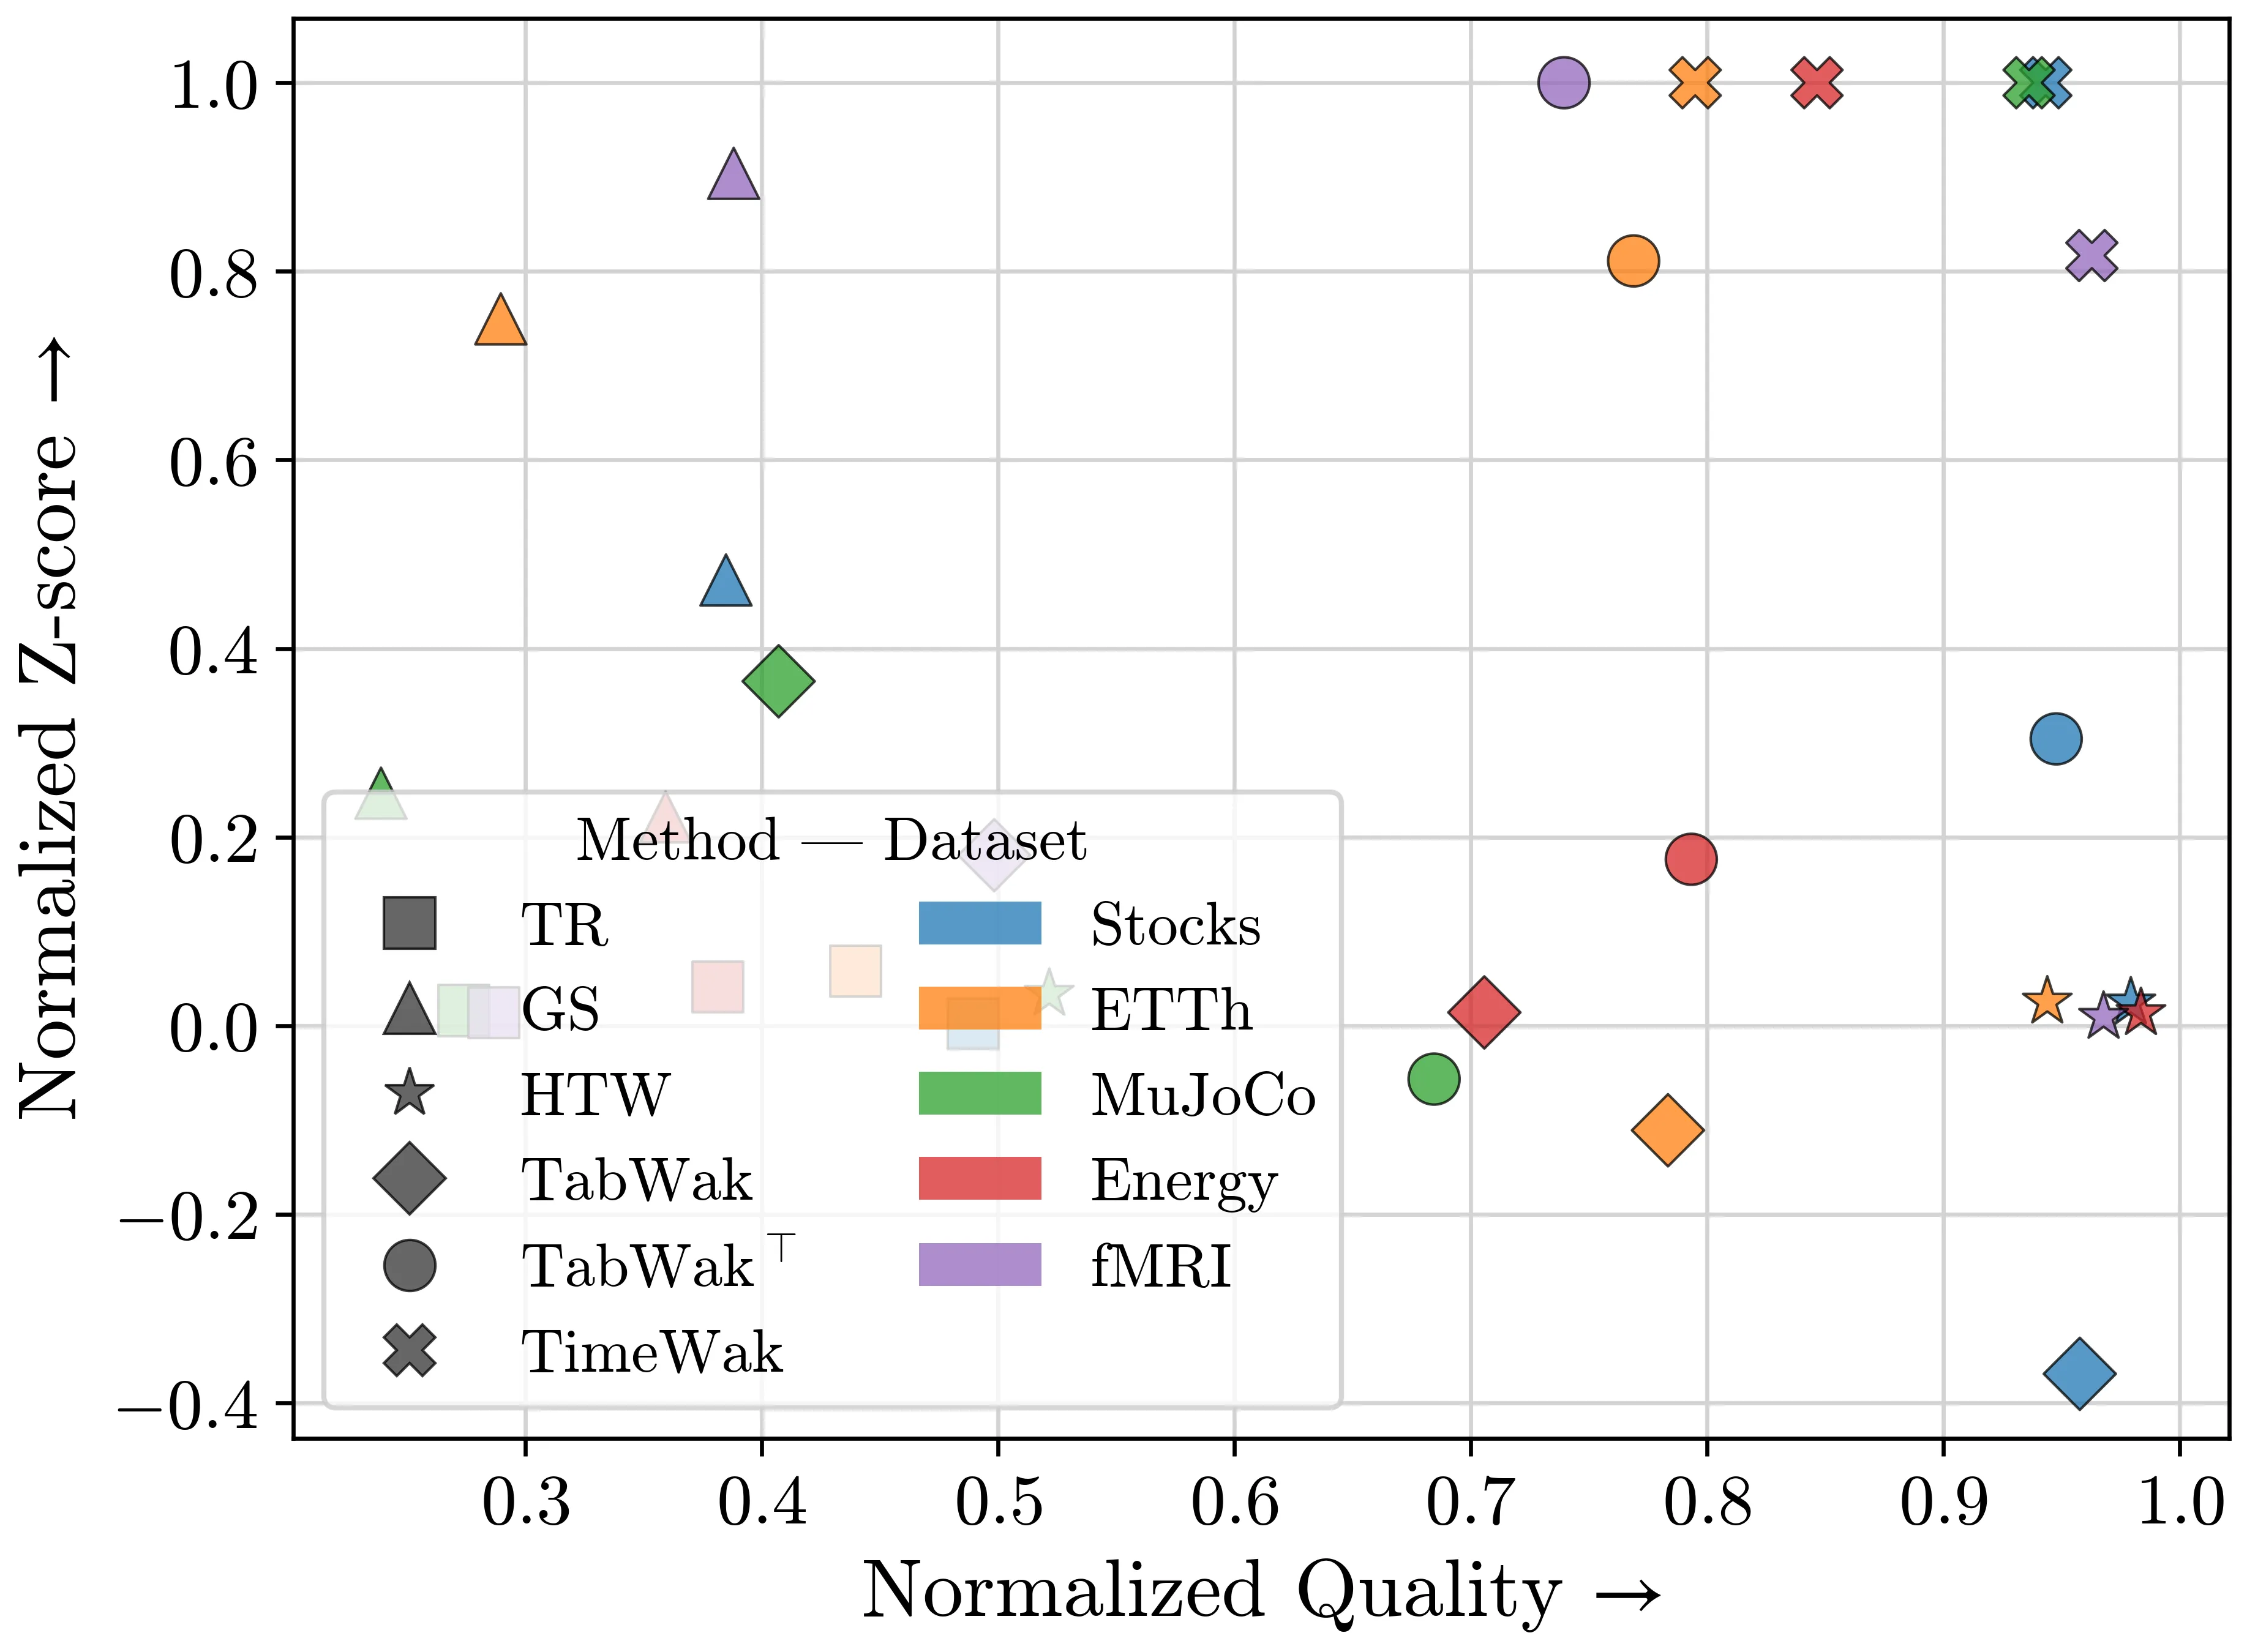 Normalized Z-score →
1.0
0.8
0.6
0.4
0.2
0.0
−0.2
−0.4
Method — Dataset
TR
GS
HTW
TabWak
TabWak⊤
TimeWak
Stocks
ETTh
MuJoCo
Energy
fMRI
0.3 0.4 0.5 0.6 0.7 0.8 0.9 1.0
Normalized Quality →